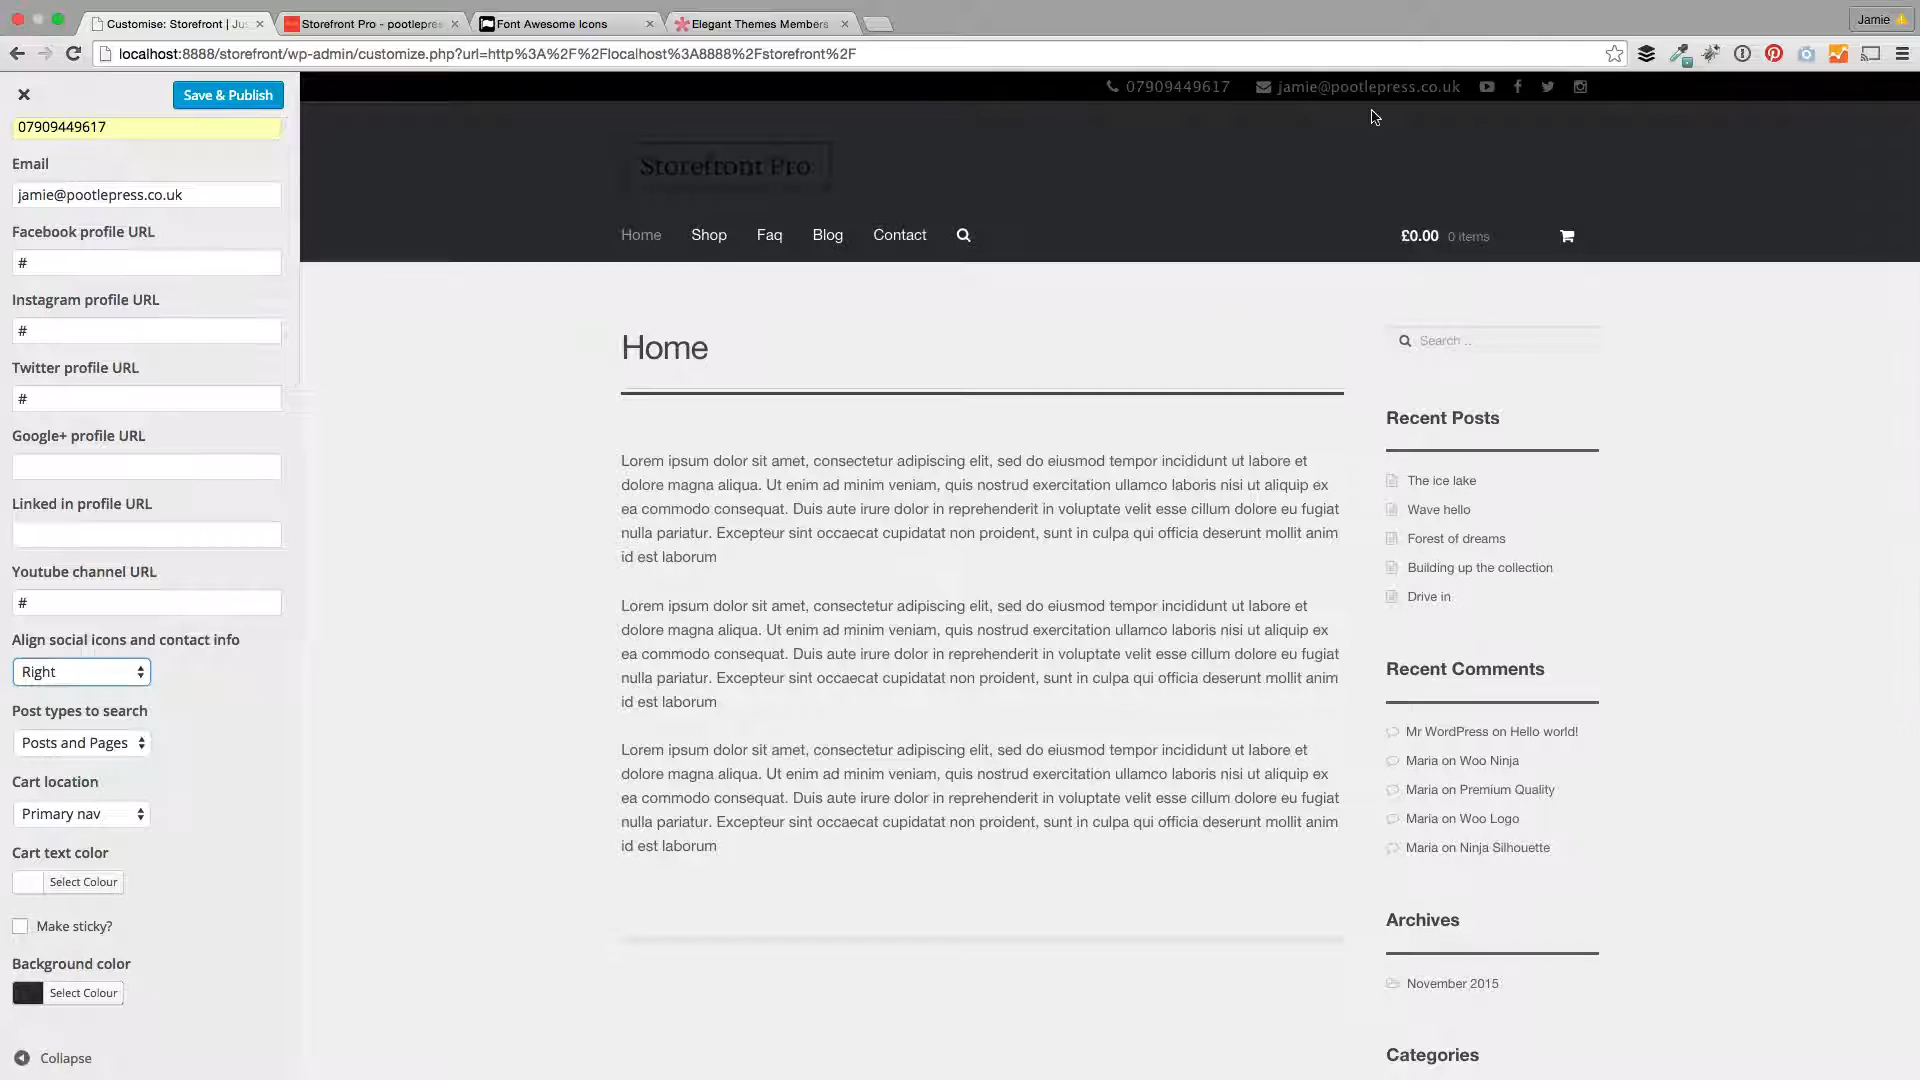 Customise: Storefront | Jus
Storefront Pro - pootlepres
Font Awesome Icons
Elegant Themes Members
Jamie
localhost:8888/storefront/wp-admin/customize.php?url=http%3A%2F%2Flocalhost%3A8888%2Fstorefront%2F
Save & Publish
07909449617
Email
jamie@pootlepress.co.uk
Facebook profile URL
#
Instagram profile URL
#
Twitter profile URL
#
Google+ profile URL
Linked in profile URL
Youtube channel URL
#
Align social icons and contact info
Right
Post types to search
Posts and Pages
Cart location
Primary nav
Cart text color
Select Colour
Make sticky?
Background color
Select Colour
Collapse
07909449617 jamie@pootlepress.co.uk
Storefront Pro
Home Shop Faq Blog Contact
£0.00 0 items
Home
Lorem ipsum dolor sit amet, consectetur adipiscing elit, sed do eiusmod tempor incididunt ut labore et
dolore magna aliqua. Ut enim ad minim veniam, quis nostrud exercitation ullamco laboris nisi ut aliquip ex
ea commodo consequat. Duis aute irure dolor in reprehenderit in voluptate velit esse cillum dolore eu fugiat
nulla pariatur. Excepteur sint occaecat cupidatat non proident, sunt in culpa qui officia deserunt mollit anim
id est laborum
Lorem ipsum dolor sit amet, consectetur adipiscing elit, sed do eiusmod tempor incididunt ut labore et
dolore magna aliqua. Ut enim ad minim veniam, quis nostrud exercitation ullamco laboris nisi ut aliquip ex
ea commodo consequat. Duis aute irure dolor in reprehenderit in voluptate velit esse cillum dolore eu fugiat
nulla pariatur. Excepteur sint occaecat cupidatat non proident, sunt in culpa qui officia deserunt mollit anim
id est laborum
Lorem ipsum dolor sit amet, consectetur adipiscing elit, sed do eiusmod tempor incididunt ut labore et
dolore magna aliqua. Ut enim ad minim veniam, quis nostrud exercitation ullamco laboris nisi ut aliquip ex
ea commodo consequat. Duis aute irure dolor in reprehenderit in voluptate velit esse cillum dolore eu fugiat
nulla pariatur. Excepteur sint occaecat cupidatat non proident, sunt in culpa qui officia deserunt mollit anim
id est laborum
Search ..
Recent Posts
The ice lake
Wave hello
Forest of dreams
Building up the collection
Drive in
Recent Comments
Mr WordPress on Hello world!
Maria on Woo Ninja
Maria on Premium Quality
Maria on Woo Logo
Maria on Ninja Silhouette
Archives
November 2015
Categories